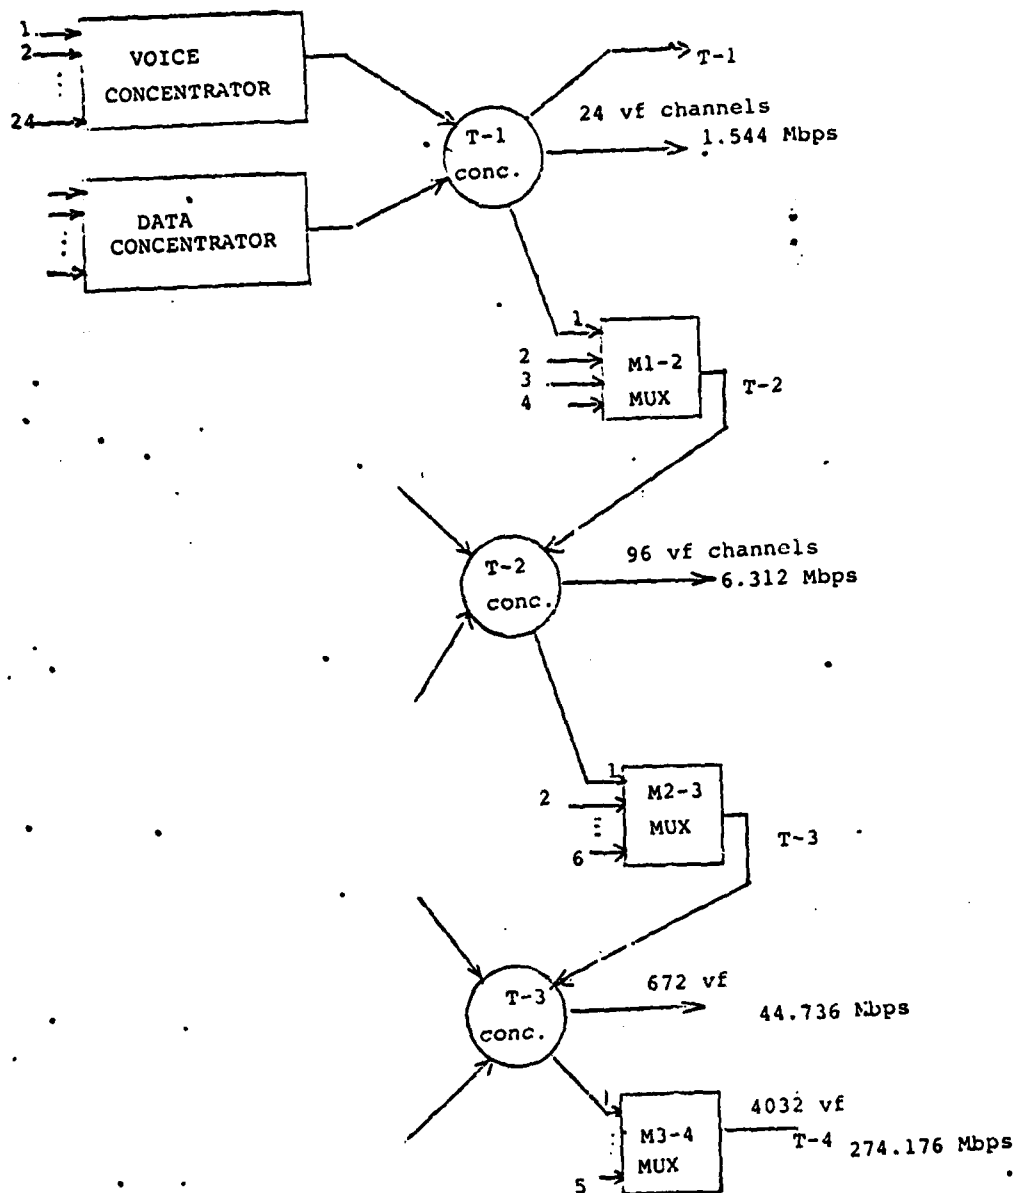 1
2
24
VOICE
CONCENTRATOR
T-1
24 vf channels
1.544 Mbps
T-1
conc.
DATA
CONCENTRATOR
1
2
3
4
M1-2
MUX
T-2
96 vf channels
6.312 Mbps
T-2
conc.
1
2
6
M2-3
MUX
T-3
672 vf
44.736 Mbps
T-3
conc.
1
5
M3-4
MUX
4032 vf
T-4 274.176 Mbps